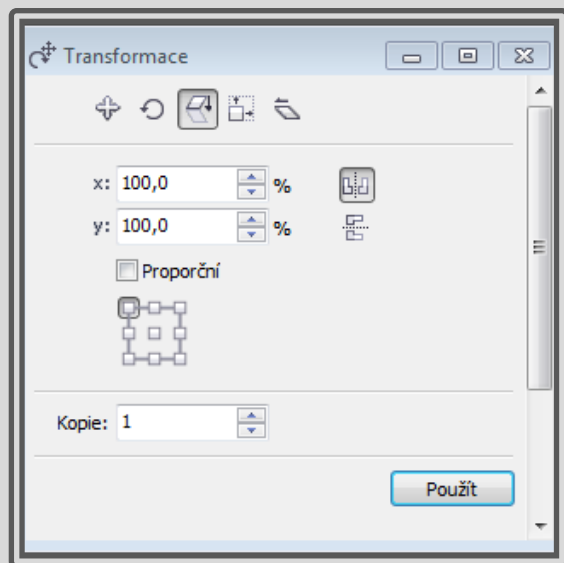 Transformace
x: 100,0 %
y: 100,0 %
Proporční
Kopie: 1
Použít